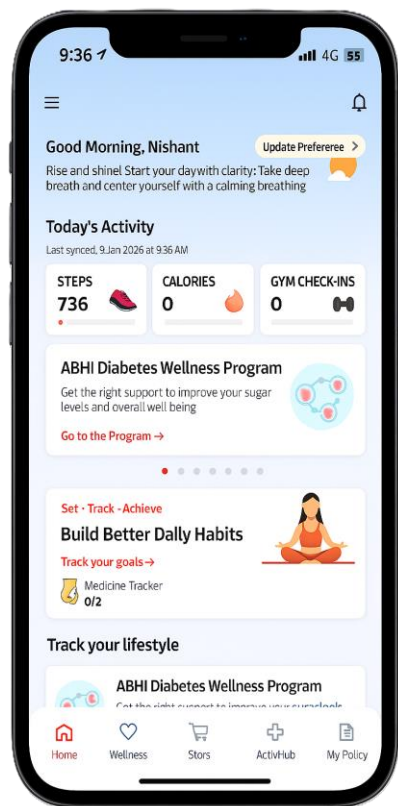 9:36
4G 55
Good Morning, Nishant
Update Prefereree >
Rise and shinel Start your daywith clarity: Take deep
breath and center yourself with a calming breathing
Today's Activity
Last synced, 9.Jan 2026 at 936 AM
STEPS
736
CALORIES
0
GYM CHECK-INS
0
ABHI Diabetes Wellness Program
Get the right support to improve your sugar
levels and overall well being
Go to the Program →
Set · Track - Achieve
Build Better Dally Habits
Track your goals →
Medicine Tracker
0/2
Track your lifestyle
ABHI Diabetes Wellness Program
Home
Wellness
Stors
ActivHub
My Policy